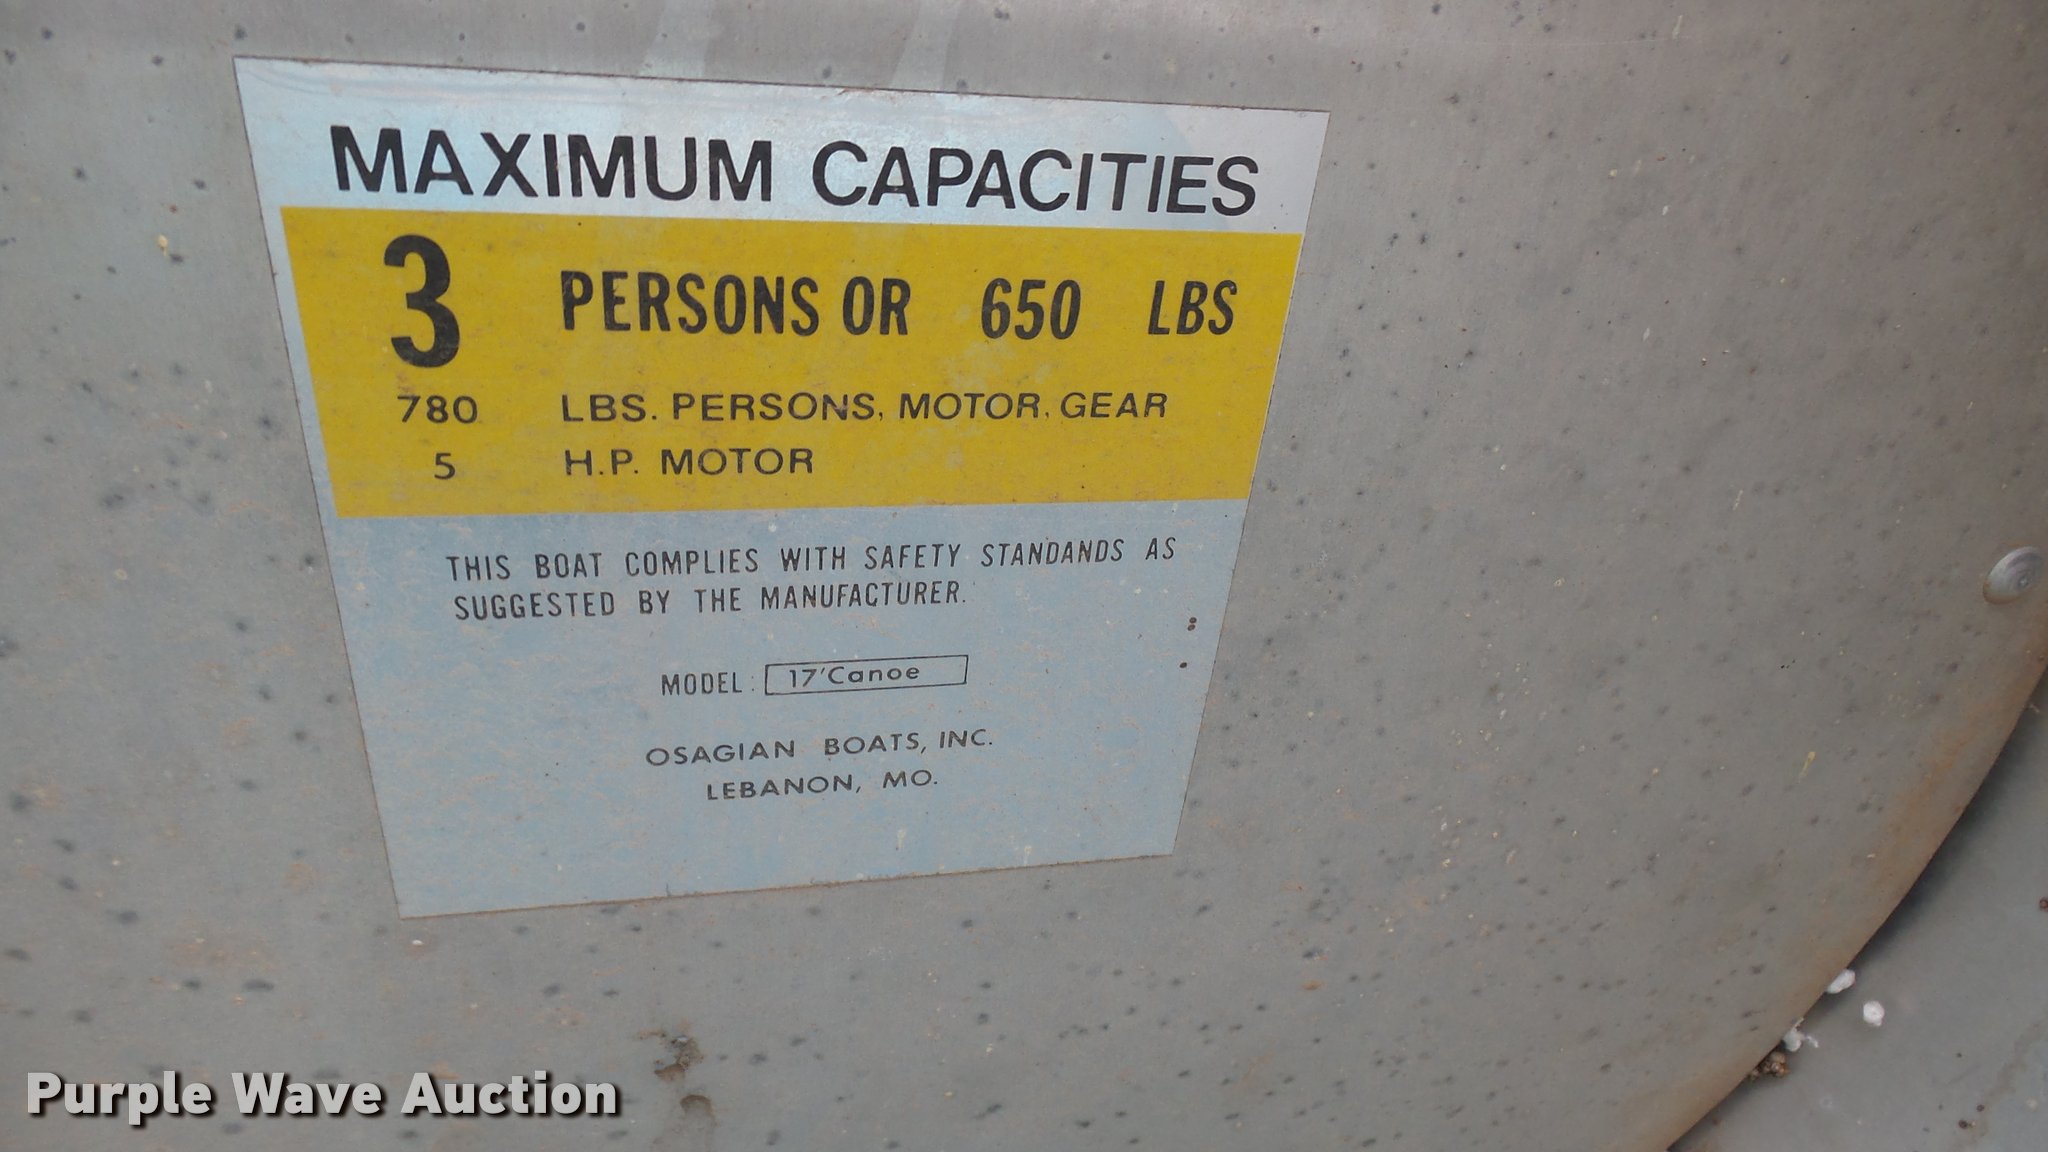 MAXIMUM CAPACITIES
3 PERSONS OR 650 LBS
780 LBS. PERSONS, MOTOR, GEAR
5 H.P. MOTOR
THIS BOAT COMPLIES WITH SAFETY STANDANDS AS
SUGGESTED BY THE MANUFACTURER.
MODEL: 17'Canoe
OSAGIAN BOATS, INC.
LEBANON, MO.
Purple Wave Auction